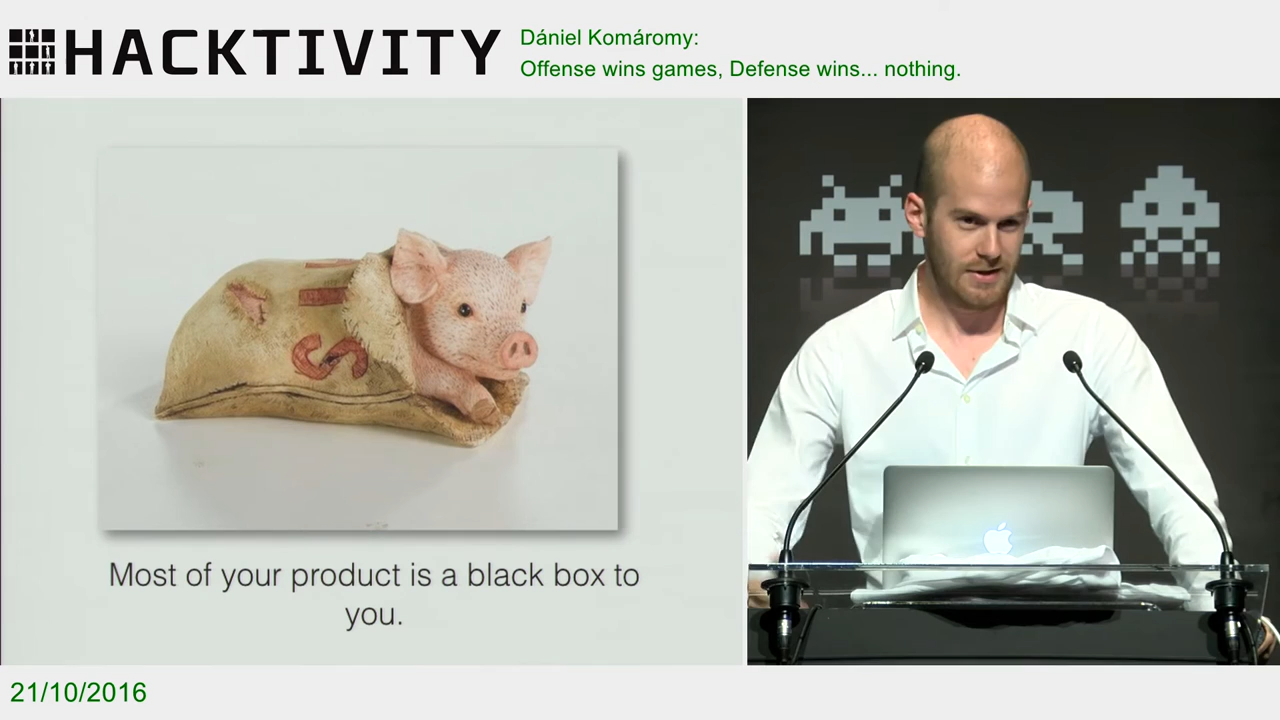 HACKTIVITY
Dániel Komáromy:
Offense wins games, Defense wins... nothing.
Most of your product is a black box to
you.
21/10/2016